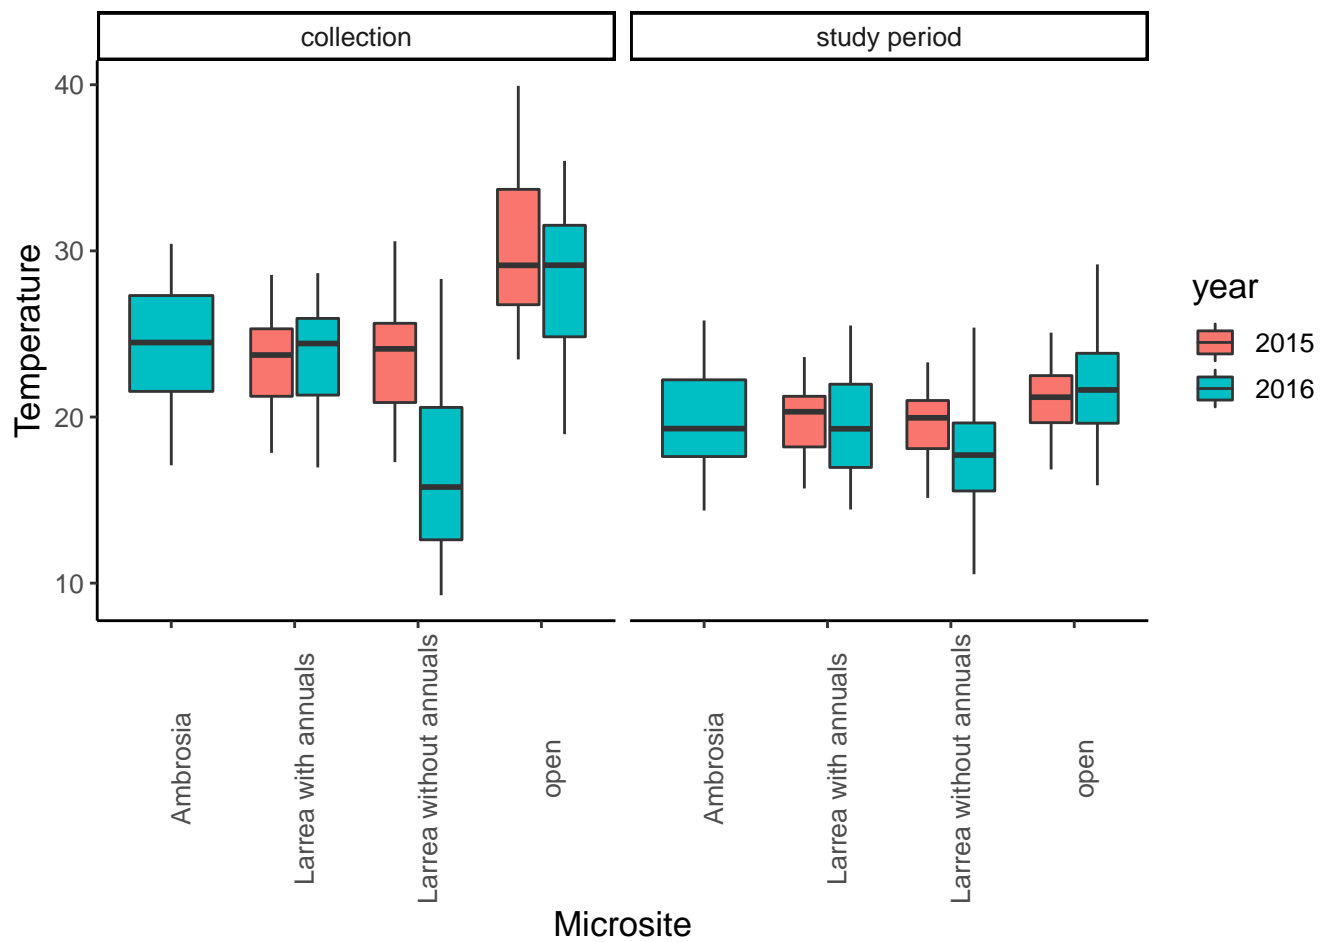 collection
study period
Temperature
40
30
20
10
Ambrosia
Larrea with annuals
Larrea without annuals
open
Ambrosia
Larrea with annuals
Larrea without annuals
open
Microsite
year
2015
2016